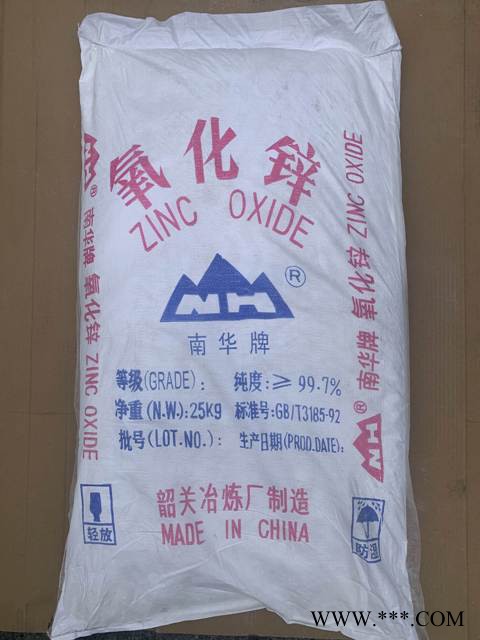 氧化锌
ZINC OXIDE
NH
®
南华牌
等级(GRADE):
纯度:≥99.7%
净重(N.W.):25Kg
标准号:GB/T3185-92
批号(LOT.NO.):
生产日期(PROD.DATE):
韶关冶炼厂制造
MADE IN CHINA
NH® 南华牌 氧化锌 ZINC OXIDE
NH® 南华牌 氧化锌 ZINC OXIDE
轻放
防湿
WWW.***.COM